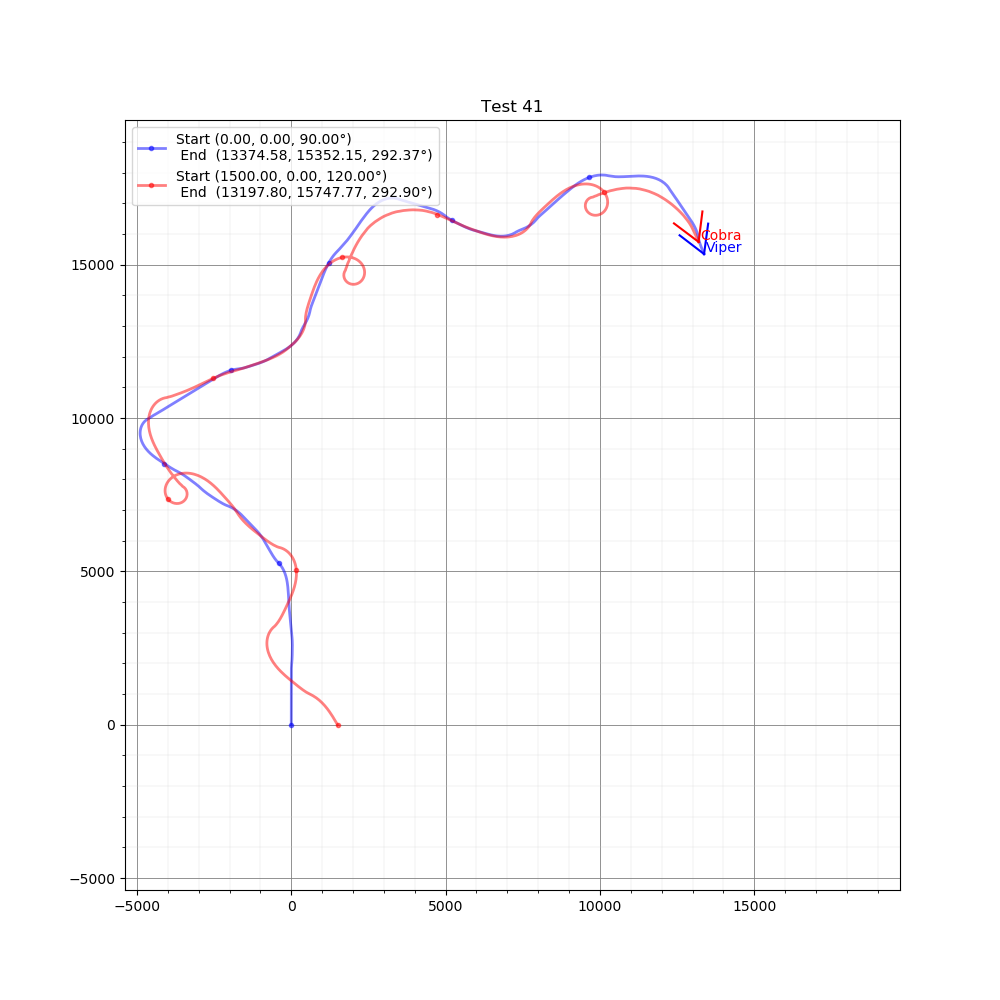 Test 41
Start (0.00, 0.00, 90.00°)
End (13374.58, 15352.15, 292.37°)
Start (1500.00, 0.00, 120.00°)
End (13197.80, 15747.77, 292.90°)
Cobra
Viper
15000
10000
5000
0
−5000
−5000 0 5000 10000 15000